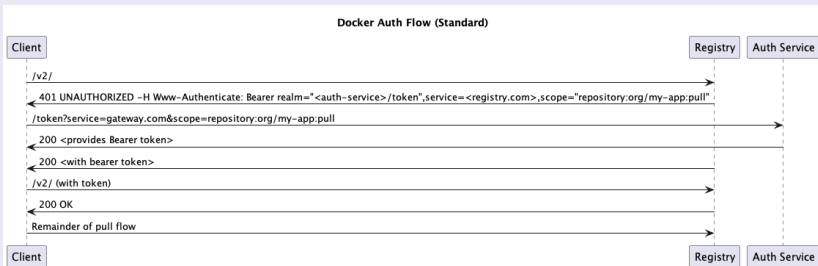 Docker Auth Flow (Standard)
Client Registry Auth Service
/v2/
401 UNAUTHORIZED -H Www-Authenticate: Bearer realm="<auth-service>/token",service=<registry.com>,scope="repository:org/my-app:pull"
/token?service=gateway.com&scope=repository:org/my-app:pull
200 <provides Bearer token>
200 <with bearer token>
/v2/ (with token)
200 OK
Remainder of pull flow
Client Registry Auth Service